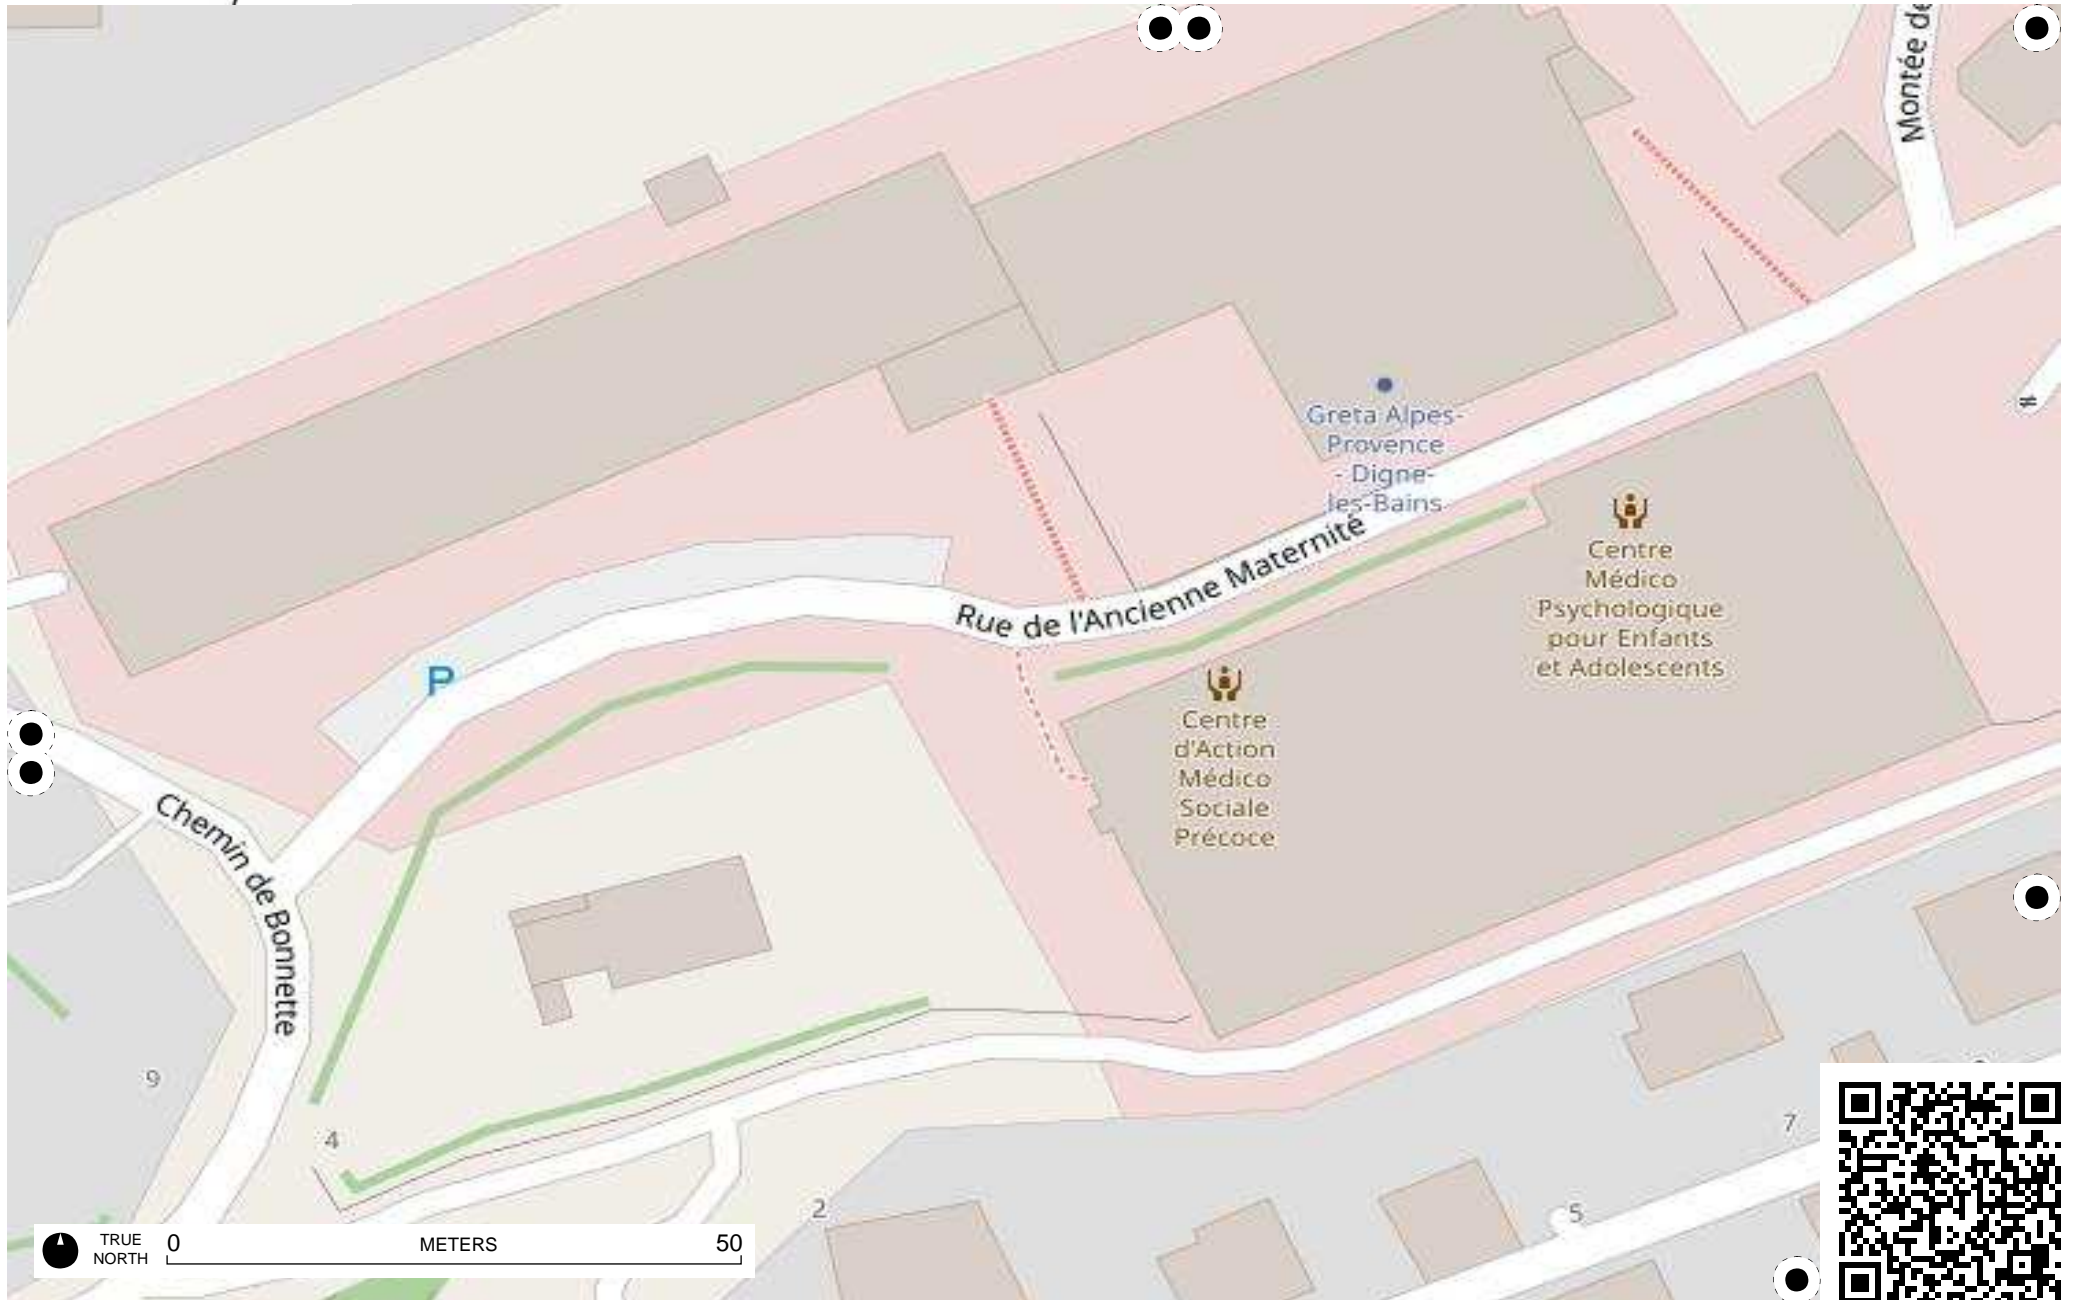 Montée de
Greta Alpes-
Provence
- Digne-
les-Bains
Rue de l'Ancienne Maternité
Centre
Médico
Psychologique
pour Enfants
et Adolescents
P
Centre
d'Action
Médico
Sociale
Précoce
Chemin de Bonnette
9
4
7
2
5
TRUE
NORTH
0
METERS
50